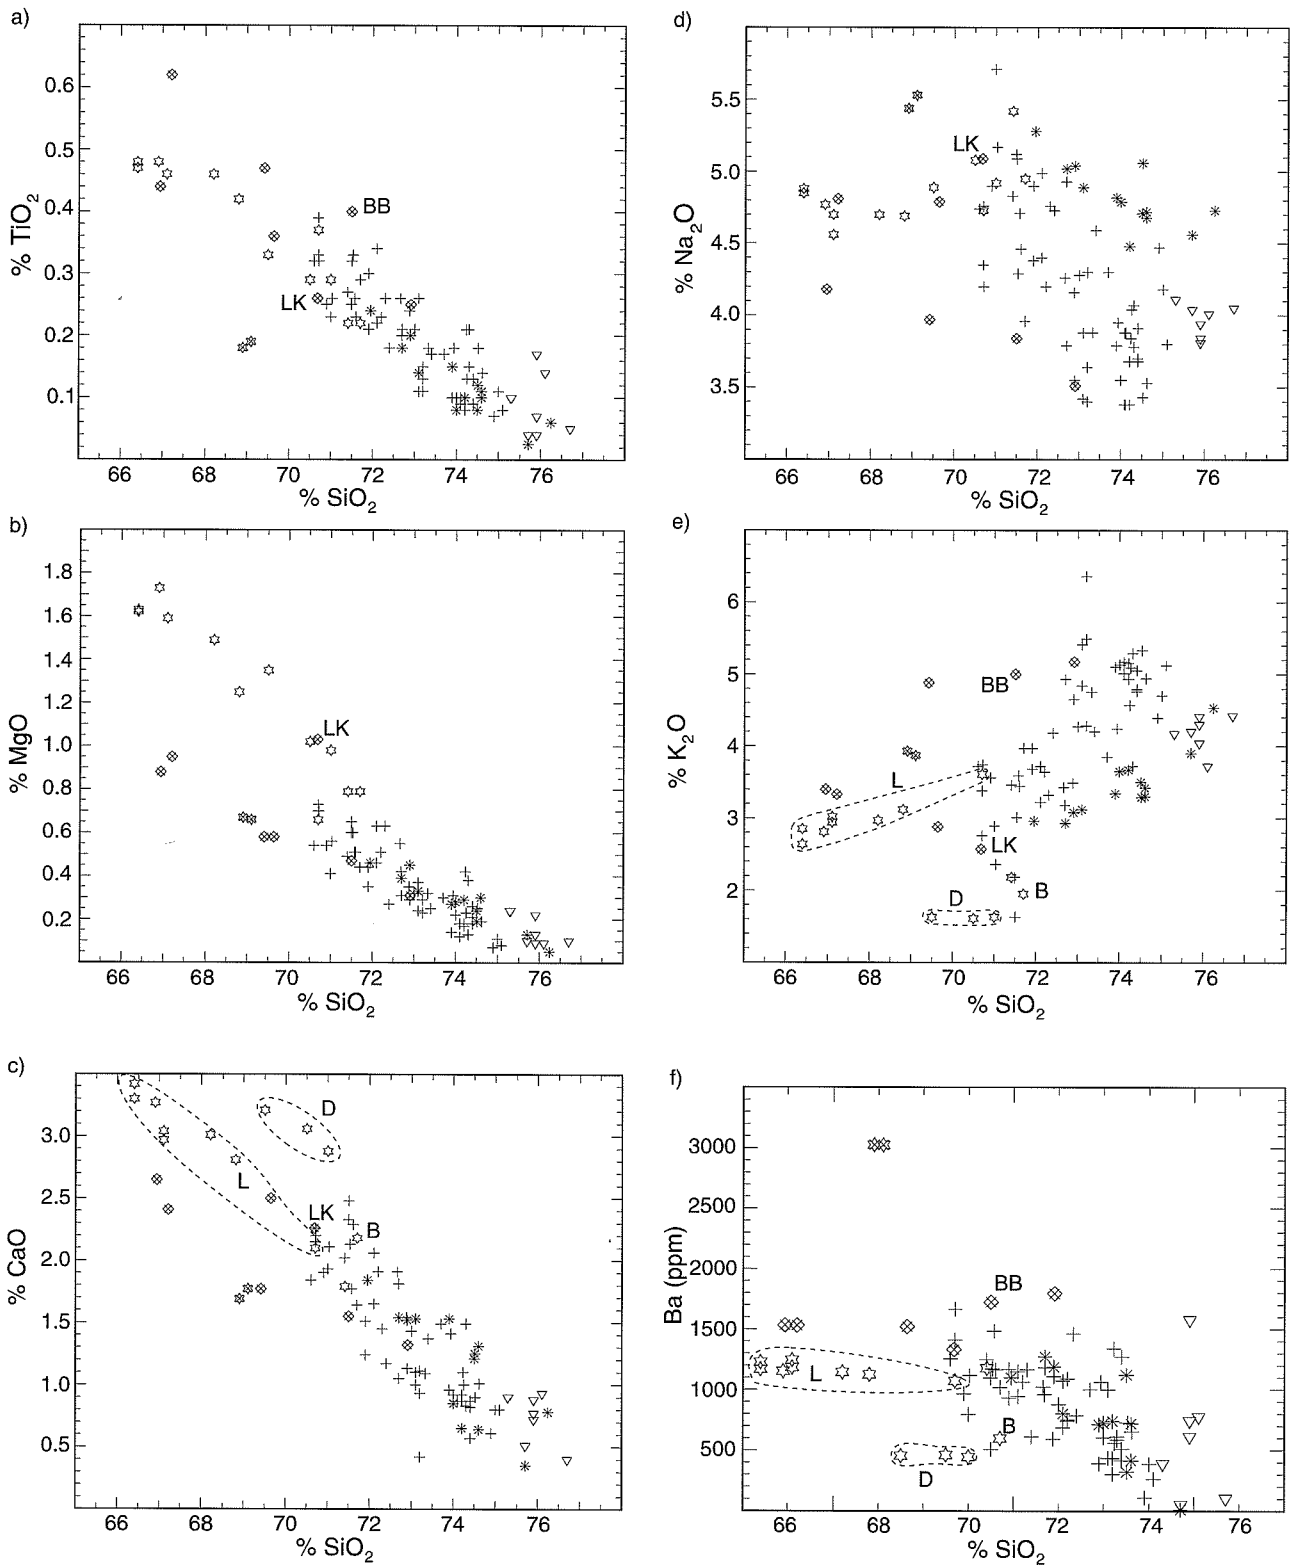 a)
% TiO2
0.6
0.5
0.4
0.3
0.2
0.1
BB
LK
66 68 70 72 74 76
% SiO2
d)
% Na2O
5.5
5.0
4.5
4.0
3.5
LK
66 68 70 72 74 76
% SiO2
b)
% MgO
1.8
1.6
1.4
1.2
1.0
0.8
0.6
0.4
0.2
LK
66 68 70 72 74 76
% SiO2
e)
% K2O
6
5
4
3
2
BB
L
LK
B
D
66 68 70 72 74 76
% SiO2
c)
% CaO
3.0
2.5
2.0
1.5
1.0
0.5
D
L
LK
B
66 68 70 72 74 76
% SiO2
f)
Ba (ppm)
3000
2500
2000
1500
1000
500
BB
L
B
D
66 68 70 72 74 76
% SiO2